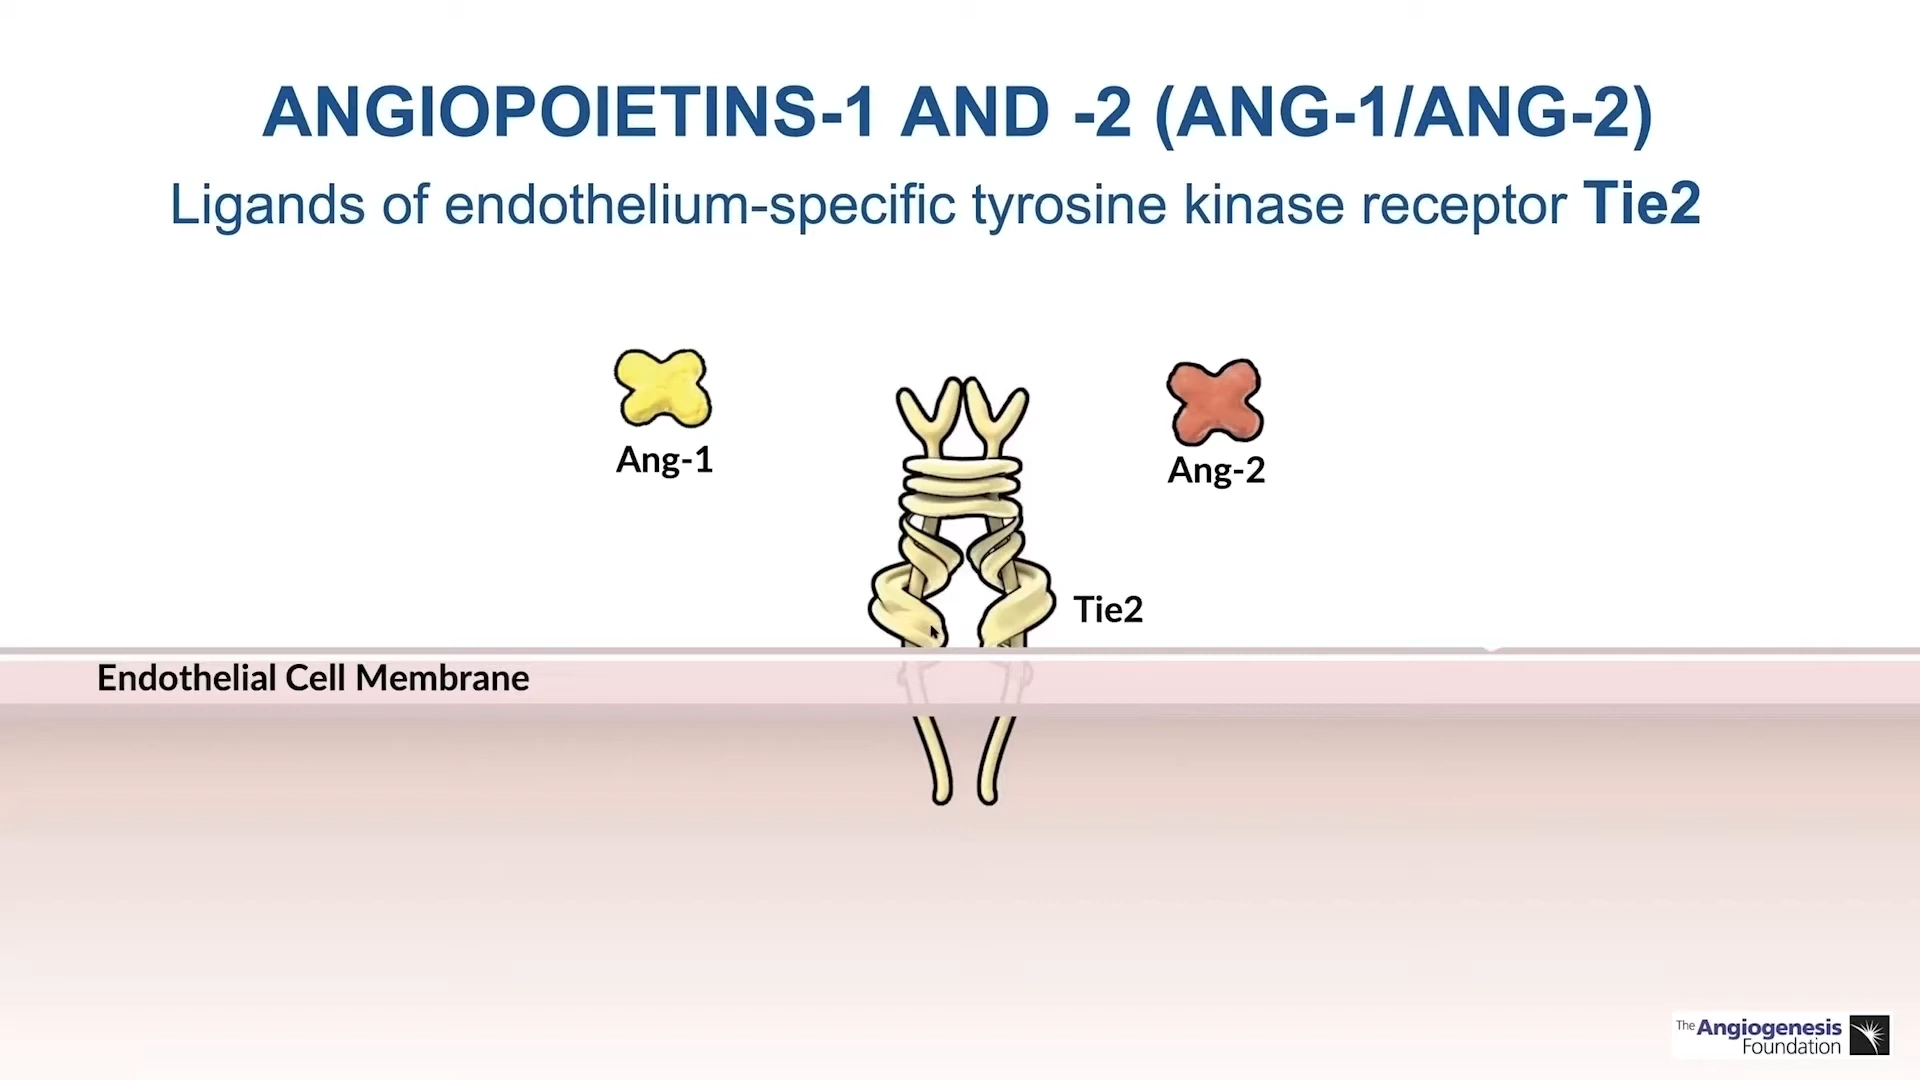 ANGIOPOIETINS-1 AND -2 (ANG-1/ANG-2)
Ligands of endothelium-specific tyrosine kinase receptor Tie2
Ang-1
Ang-2
Tie2
Endothelial Cell Membrane
The Angiogenesis
Foundation